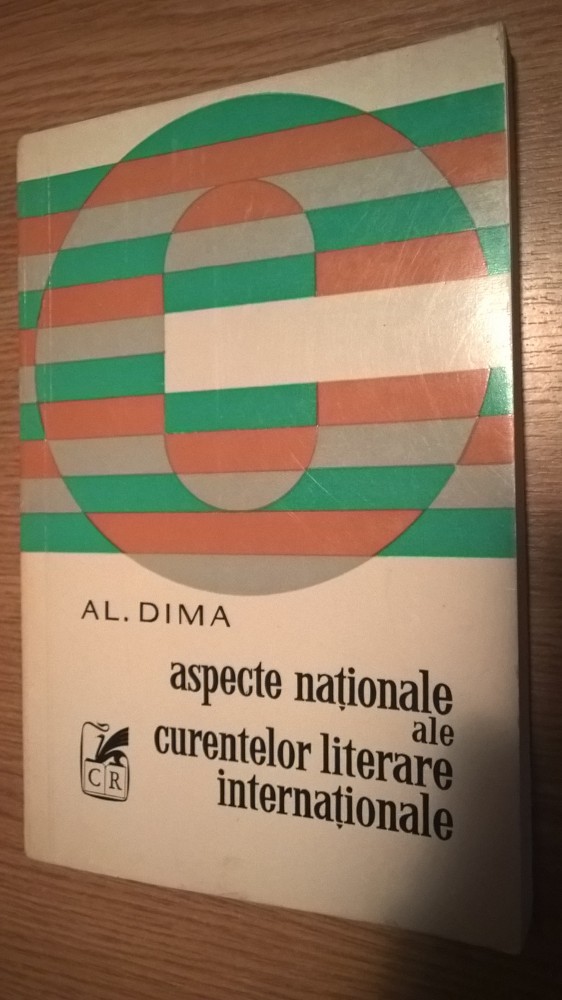 AL. DIMA
aspecte naționale
ale
curentelor literare
internaționale
CR